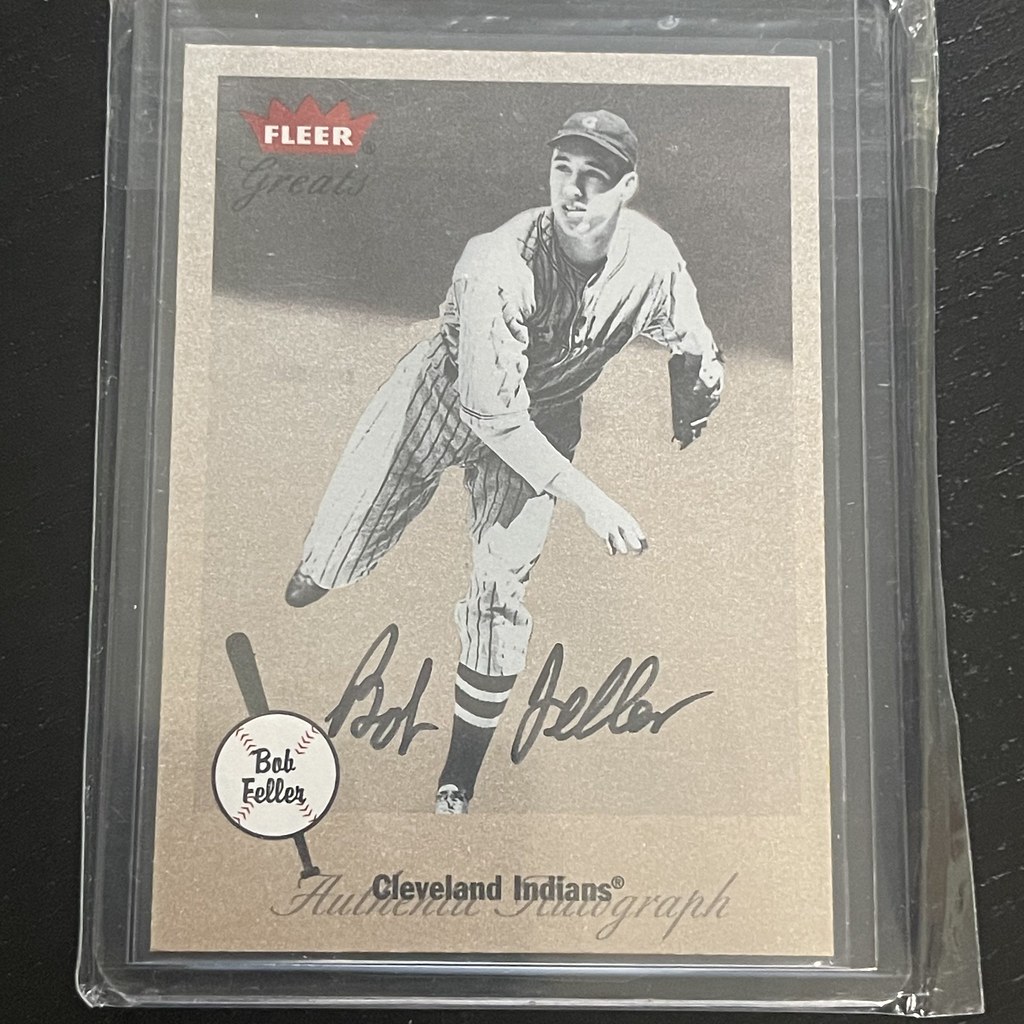 FLEER®
Greats
Bob Feller
Bob
Feller
Cleveland Indians®
Authentic Autograph